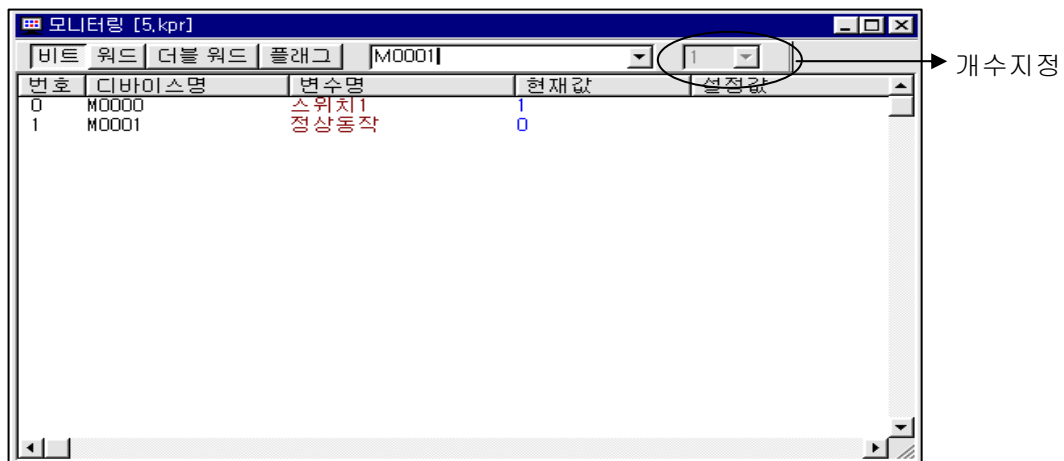 모니터링 [5.kpr]
비트 워드 더블 워드 플래그 M0001 1
개수지정
번호 디바이스명 변수명 현재값 설정값
0 M0000 스위치1 1
1 M0001 정상동작 0